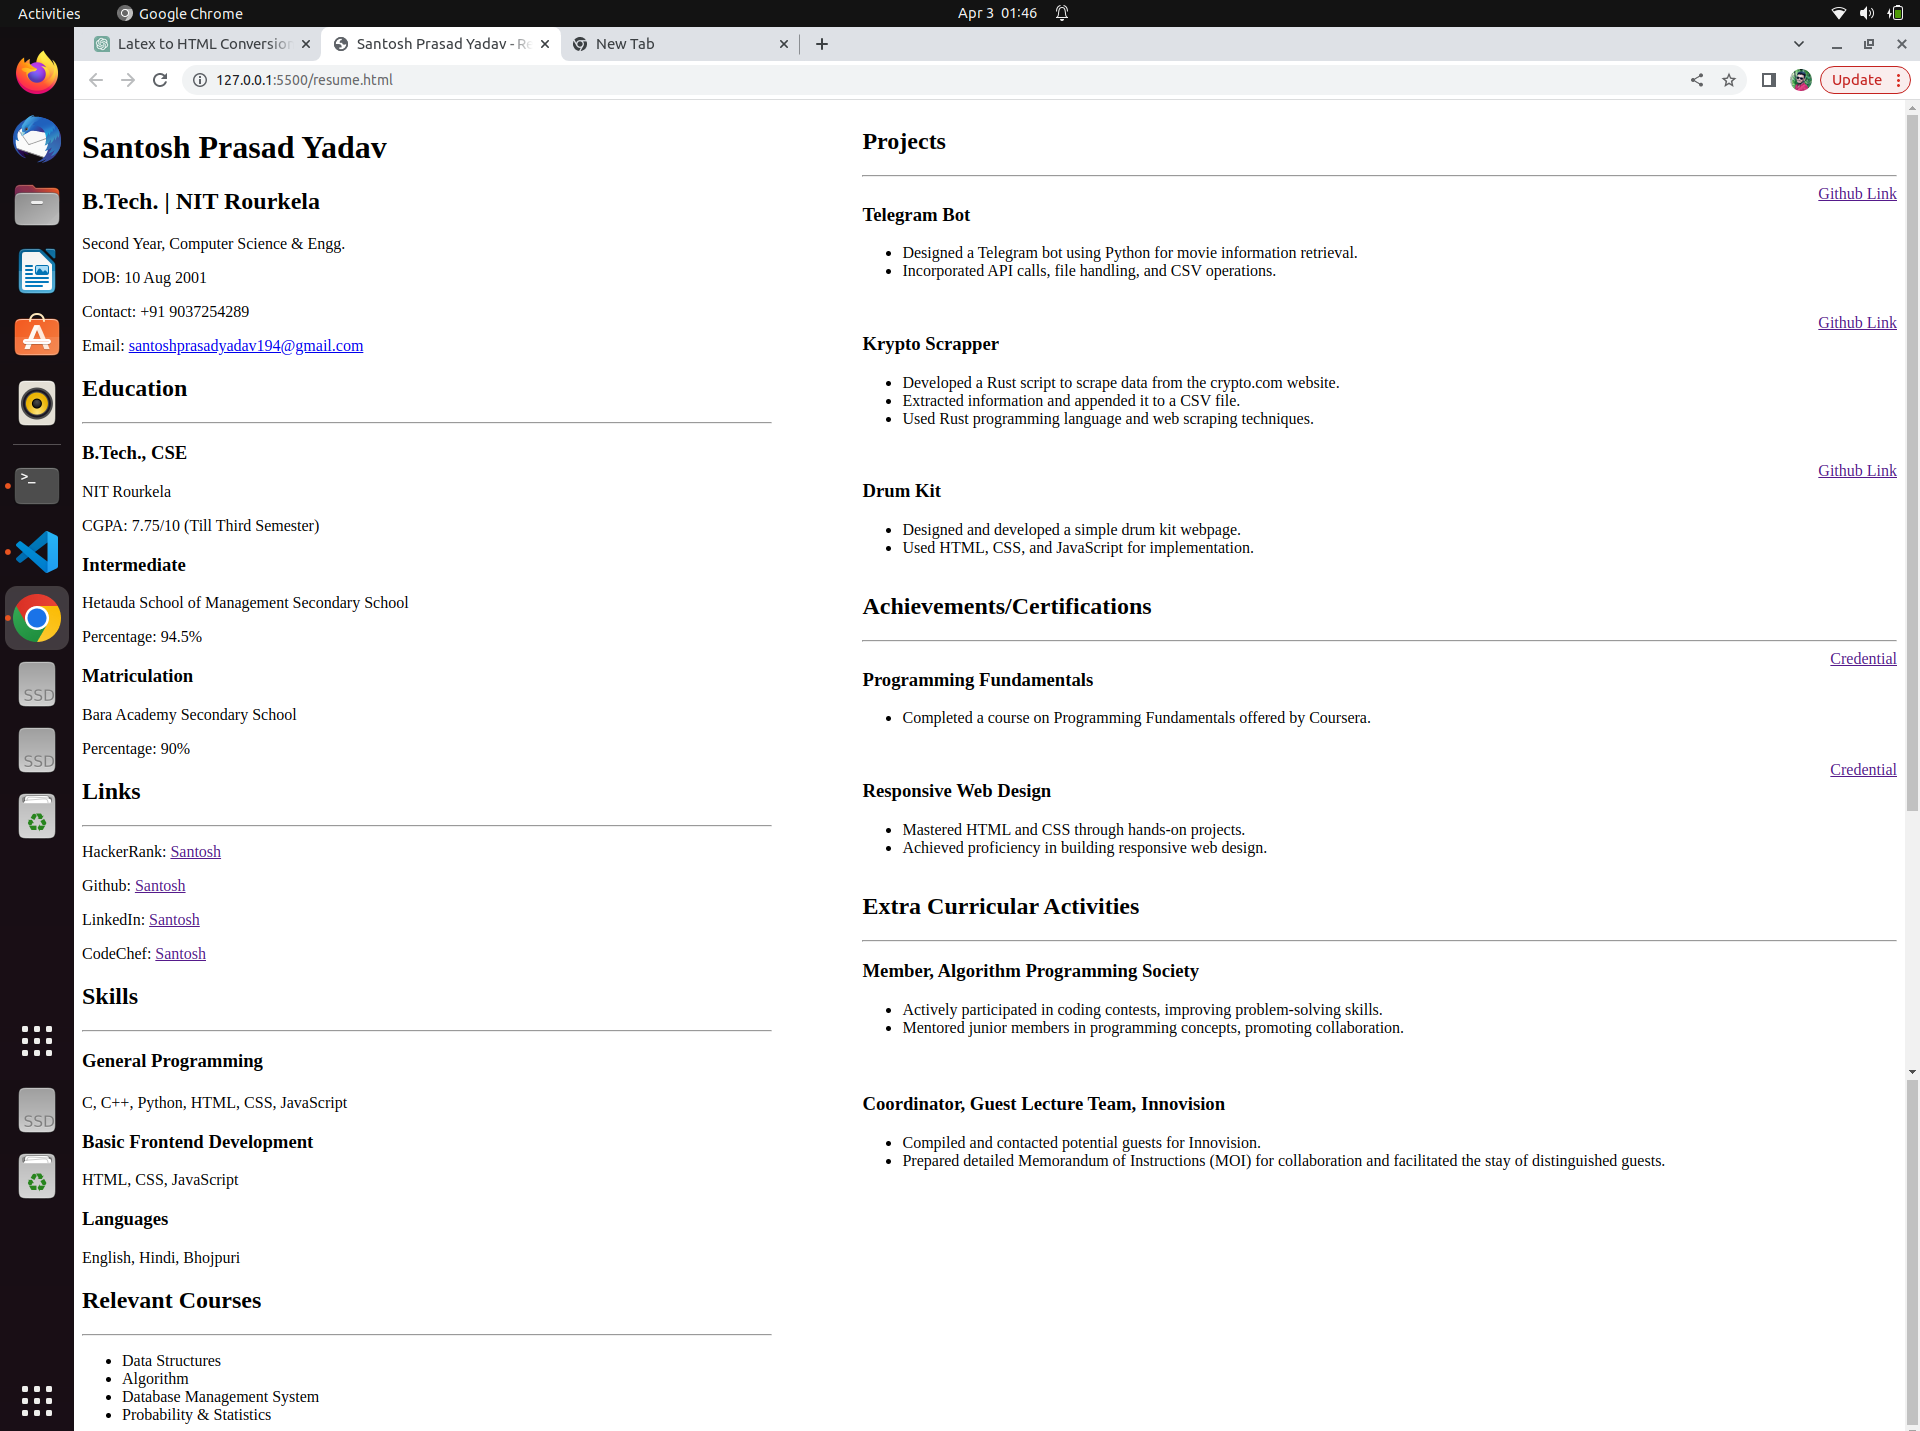 Activities
Google Chrome
Apr 3 01:46
Latex to HTML Conversion
Santosh Prasad Yadav - Re
New Tab
127.0.0.1:5500/resume.html
Update
Santosh Prasad Yadav
B.Tech. | NIT Rourkela
Second Year, Computer Science & Engg.
DOB: 10 Aug 2001
Contact: +91 9037254289
Email: santoshprasadyadav194@gmail.com
Education
B.Tech., CSE
NIT Rourkela
CGPA: 7.75/10 (Till Third Semester)
Intermediate
Hetauda School of Management Secondary School
Percentage: 94.5%
Matriculation
Bara Academy Secondary School
Percentage: 90%
Links
HackerRank: Santosh
Github: Santosh
LinkedIn: Santosh
CodeChef: Santosh
Skills
General Programming
C, C++, Python, HTML, CSS, JavaScript
Basic Frontend Development
HTML, CSS, JavaScript
Languages
English, Hindi, Bhojpuri
Relevant Courses
• Data Structures
• Algorithm
• Database Management System
• Probability & Statistics
Projects
Github Link
Telegram Bot
• Designed a Telegram bot using Python for movie information retrieval.
• Incorporated API calls, file handling, and CSV operations.
Github Link
Krypto Scrapper
• Developed a Rust script to scrape data from the crypto.com website.
• Extracted information and appended it to a CSV file.
• Used Rust programming language and web scraping techniques.
Github Link
Drum Kit
• Designed and developed a simple drum kit webpage.
• Used HTML, CSS, and JavaScript for implementation.
Achievements/Certifications
Credential
Programming Fundamentals
• Completed a course on Programming Fundamentals offered by Coursera.
Credential
Responsive Web Design
• Mastered HTML and CSS through hands-on projects.
• Achieved proficiency in building responsive web design.
Extra Curricular Activities
Member, Algorithm Programming Society
• Actively participated in coding contests, improving problem-solving skills.
• Mentored junior members in programming concepts, promoting collaboration.
Coordinator, Guest Lecture Team, Innovision
• Compiled and contacted potential guests for Innovision.
• Prepared detailed Memorandum of Instructions (MOI) for collaboration and facilitated the stay of distinguished guests.
SSD
SSD
SSD